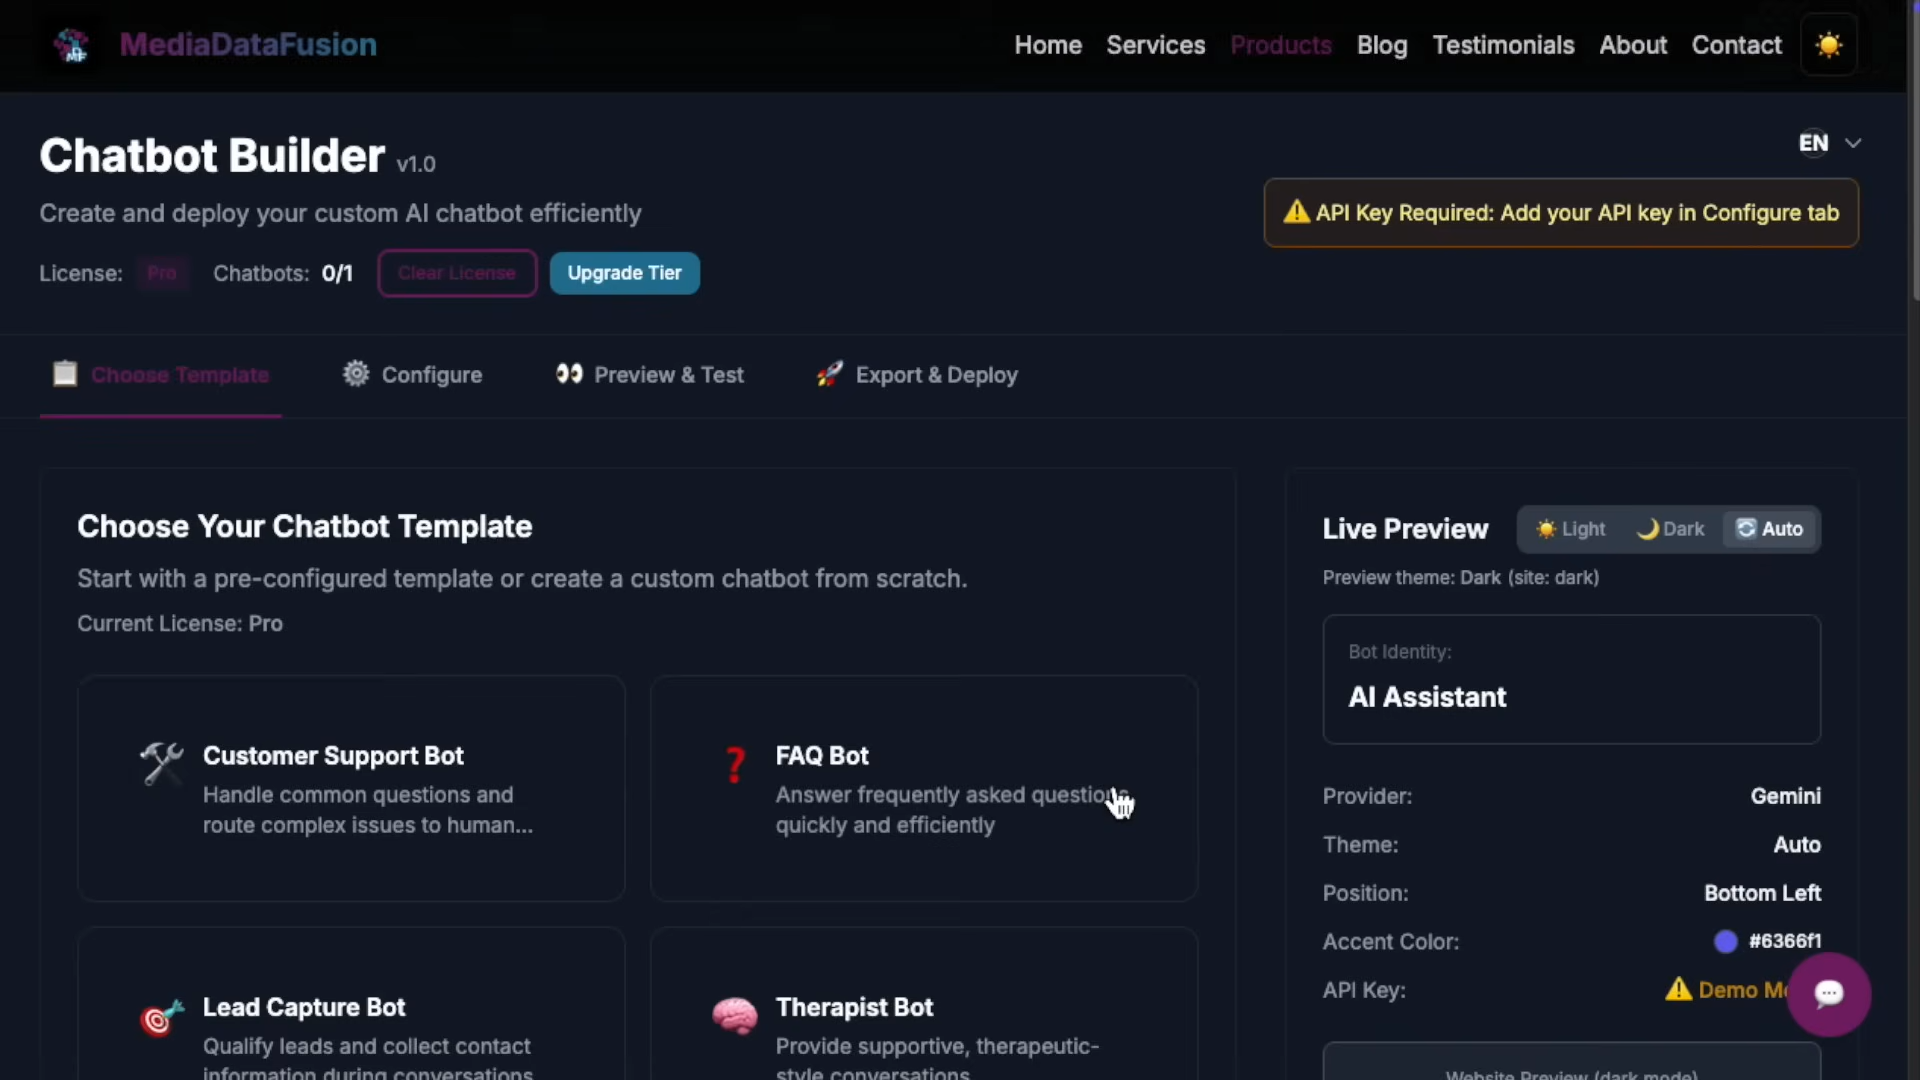 MediaDataFusion
Home Services Products Blog Testimonials About Contact
Chatbot Builder v1.0
EN
Create and deploy your custom AI chatbot efficiently
⚠️ API Key Required: Add your API key in Configure tab
License: Pro Chatbots: 0/1 Clear License Upgrade Tier
Choose Template Configure Preview & Test Export & Deploy
Choose Your Chatbot Template
Start with a pre-configured template or create a custom chatbot from scratch.
Current License: Pro
Customer Support Bot
Handle common questions and
route complex issues to human...
FAQ Bot
Answer frequently asked questions
quickly and efficiently
Lead Capture Bot
Qualify leads and collect contact
information during conversations
Therapist Bot
Provide supportive, therapeutic-
style conversations
Live Preview Light Dark Auto
Preview theme: Dark (site: dark)
Bot Identity:
AI Assistant
Provider: Gemini
Theme: Auto
Position: Bottom Left
Accent Color: #6366f1
API Key: ⚠️ Demo
Website Preview (dark mode)